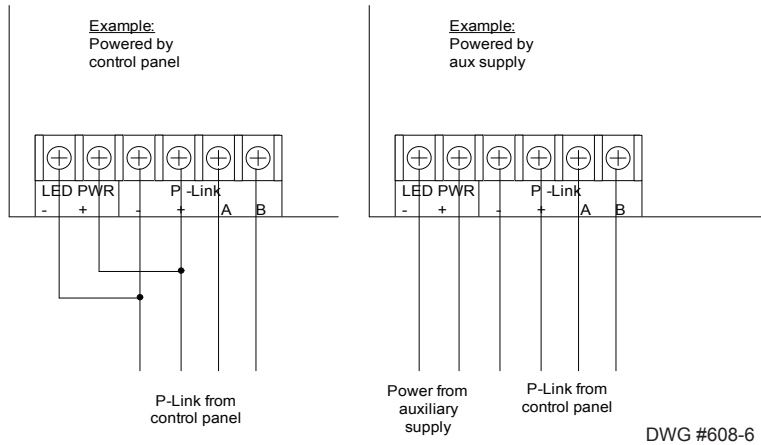 Example:
Powered by
control panel
LED PWR P -Link
- + - + A B
P-Link from
control panel
Example:
Powered by
aux supply
LED PWR P -Link
- + - + A B
Power from
auxiliary
supply
P-Link from
control panel
DWG #608-6